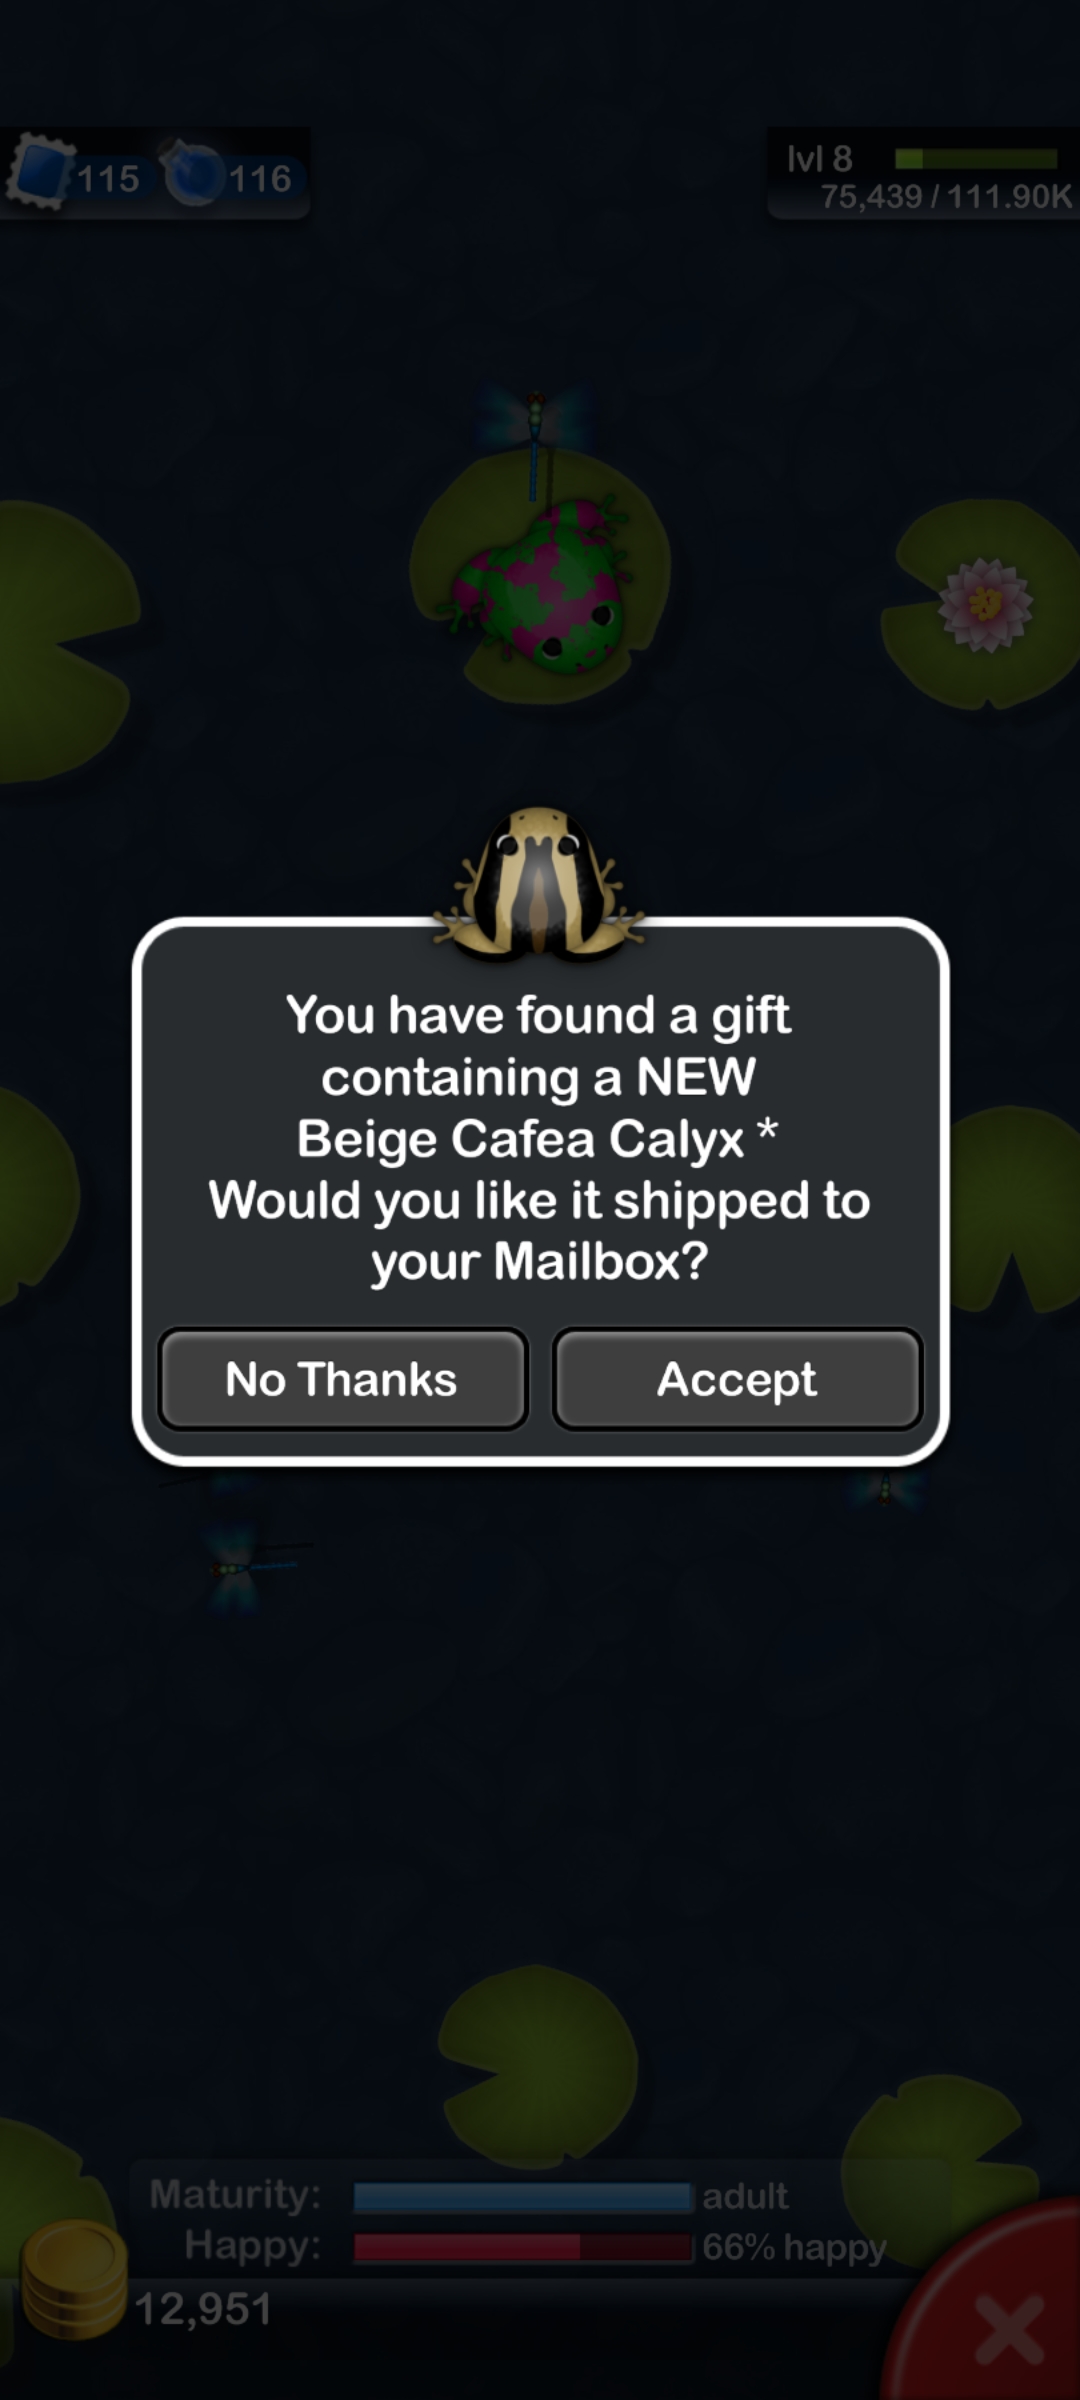 115
116
lvl 8
75,439 / 111.90K
You have found a gift
containing a NEW
Beige Cafea Calyx *
Would you like it shipped to
your Mailbox?
No Thanks
Accept
Maturity:
adult
Happy:
66% happy
12,951